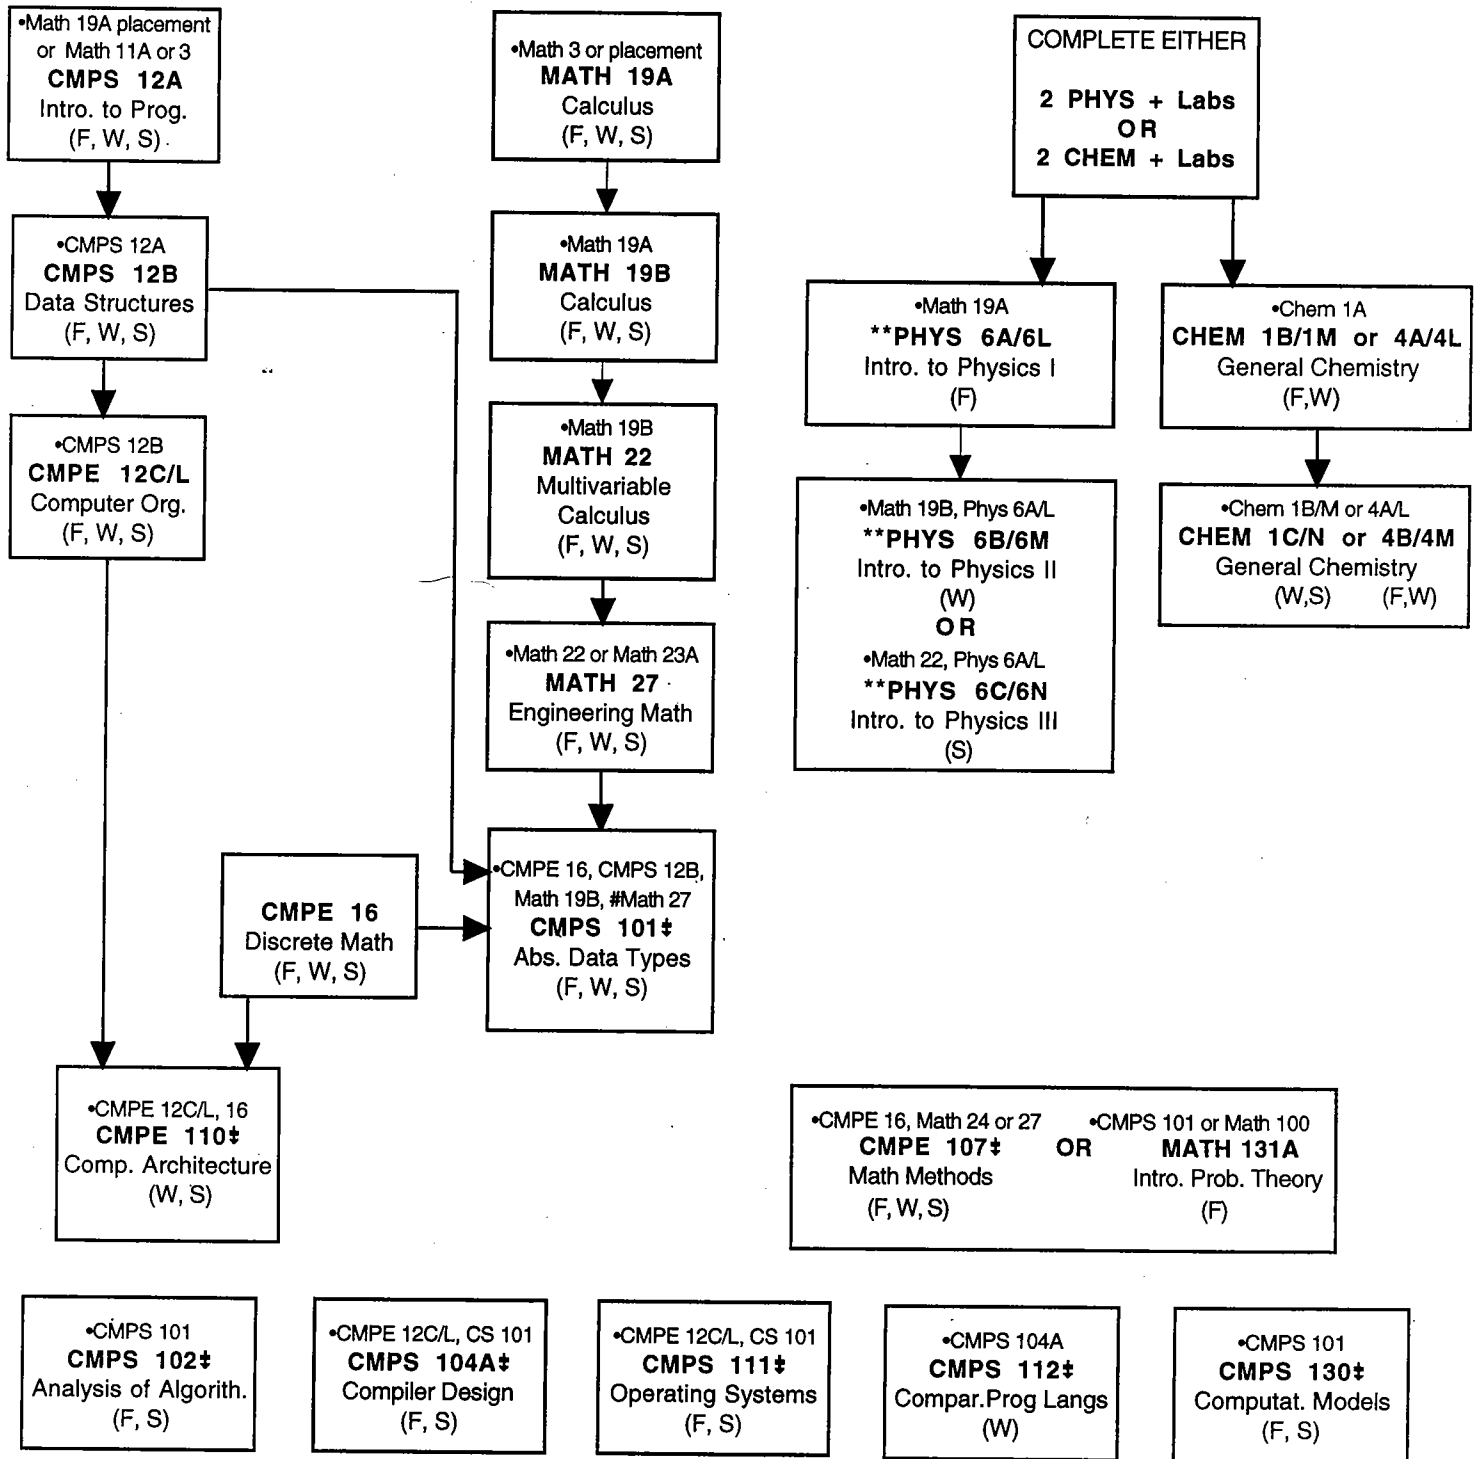 •Math 19A placement
or Math 11A or 3
CMPS 12A
Intro. to Prog.
(F, W, S)
•Math 3 or placement
MATH 19A
Calculus
(F, W, S)
COMPLETE EITHER
2 PHYS + Labs
OR
2 CHEM + Labs
•CMPS 12A
CMPS 12B
Data Structures
(F, W, S)
•Math 19A
MATH 19B
Calculus
(F, W, S)
•Math 19A
**PHYS 6A/6L
Intro. to Physics I
(F)
•Chem 1A
CHEM 1B/1M or 4A/4L
General Chemistry
(F,W)
•CMPS 12B
CMPE 12C/L
Computer Org.
(F, W, S)
•Math 19B
MATH 22
Multivariable
Calculus
(F, W, S)
•Math 19B, Phys 6A/L
**PHYS 6B/6M
Intro. to Physics II
(W)
OR
•Math 22, Phys 6A/L
**PHYS 6C/6N
Intro. to Physics III
(S)
•Chem 1B/M or 4A/L
CHEM 1C/N or 4B/4M
General Chemistry
(W,S) (F,W)
•Math 22 or Math 23A
MATH 27
Engineering Math
(F, W, S)
CMPE 16
Discrete Math
(F, W, S)
•CMPE 16, CMPS 12B,
Math 19B, #Math 27
CMPS 101‡
Abs. Data Types
(F, W, S)
•CMPE 12C/L, 16
CMPE 110‡
Comp. Architecture
(W, S)
•CMPE 16, Math 24 or 27 •CMPS 101 or Math 100
CMPE 107‡ OR MATH 131A
Math Methods Intro. Prob. Theory
(F, W, S) (F)
•CMPS 101
CMPS 102‡
Analysis of Algorith.
(F, S)
•CMPE 12C/L, CS 101
CMPS 104A‡
Compiler Design
(F, S)
•CMPE 12C/L, CS 101
CMPS 111‡
Operating Systems
(F, S)
•CMPS 104A
CMPS 112‡
Compar.Prog Langs
(W)
•CMPS 101
CMPS 130‡
Computat. Models
(F, S)